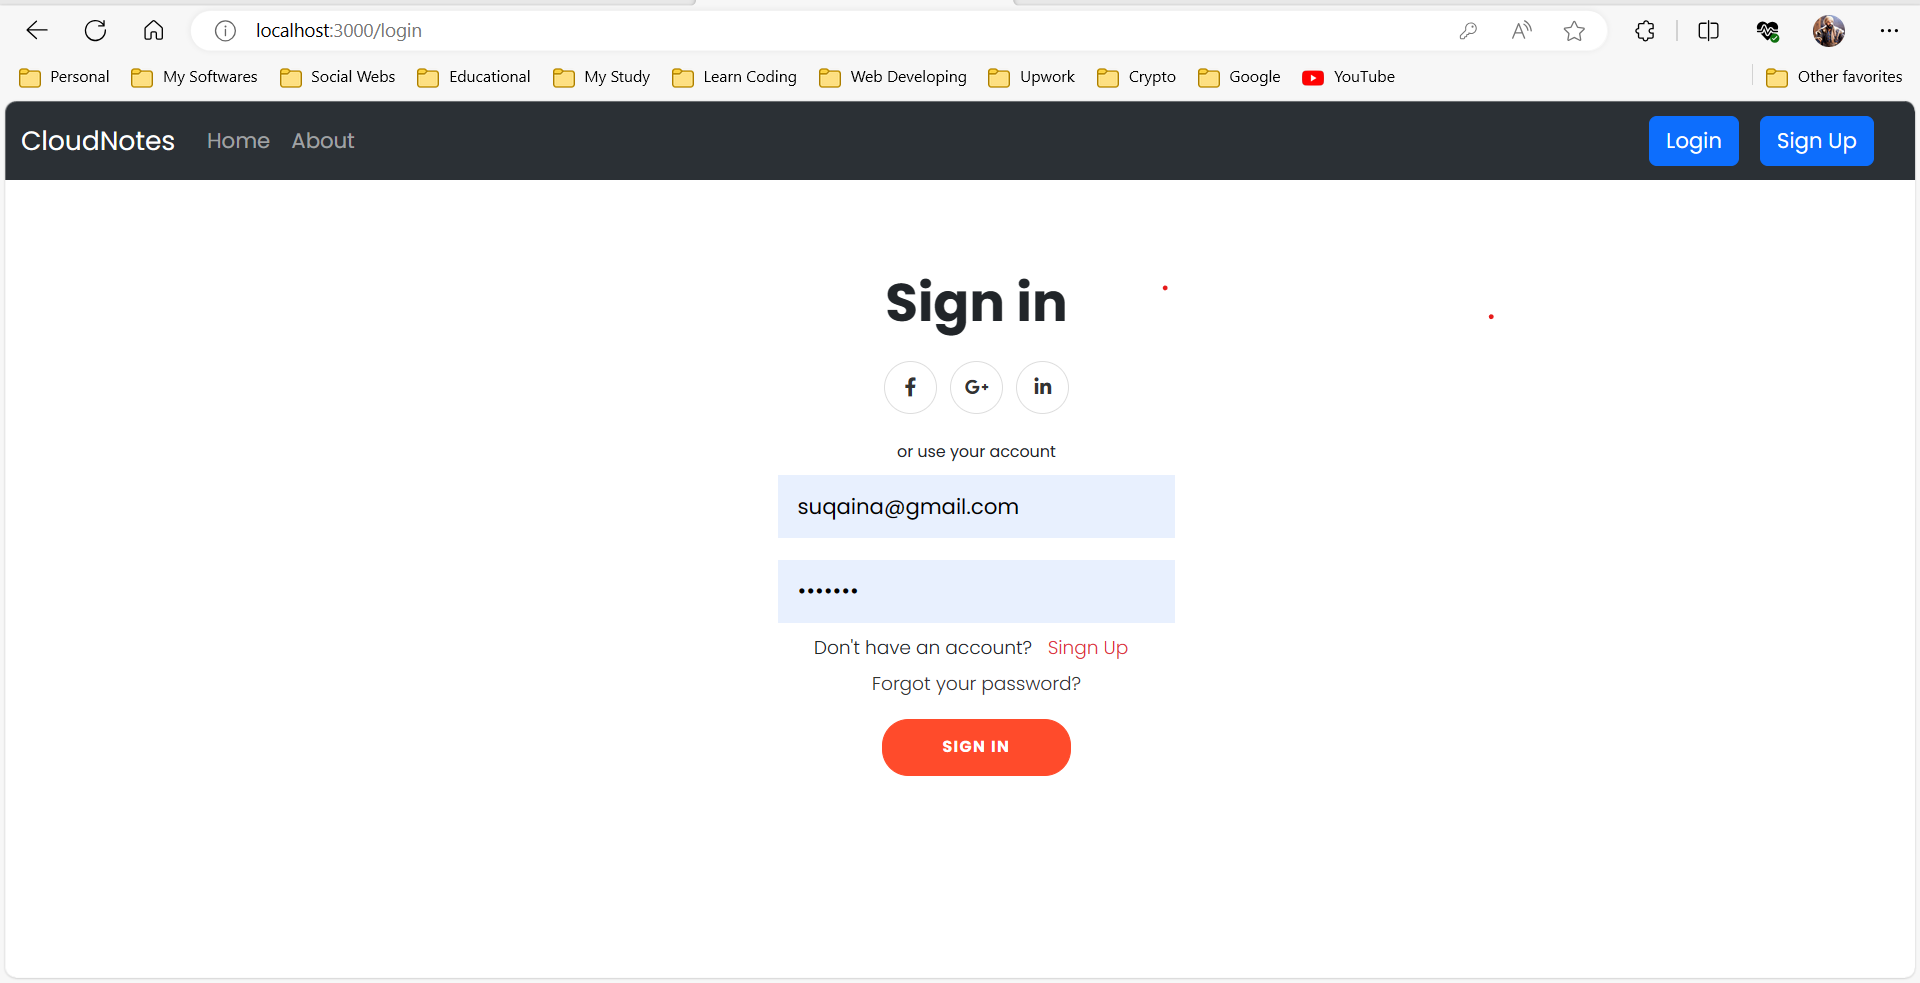 localhost:3000/login
Personal My Softwares Social Webs Educational My Study Learn Coding Web Developing Upwork Crypto Google YouTube Other favorites
CloudNotes Home About Login Sign Up
Sign in
f G+ in
or use your account
suqaina@gmail.com
•••••••
Don't have an account? Singn Up
Forgot your password?
SIGN IN